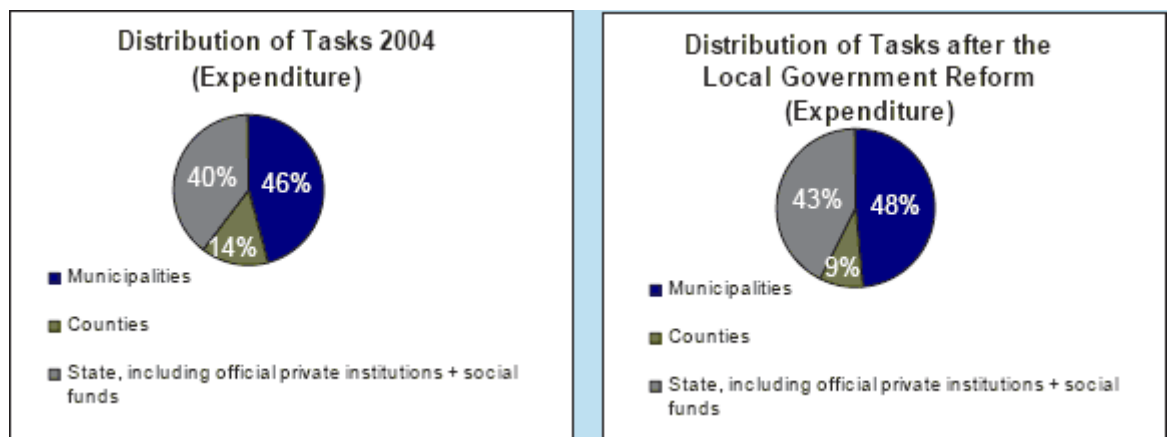 Distribution of Tasks 2004
(Expenditure)
40%
46%
14%
Municipalities
Counties
State, including official private institutions + social
funds
Distribution of Tasks after the
Local Government Reform
(Expenditure)
43%
48%
9%
Municipalities
Counties
State, including official private institutions + social
funds